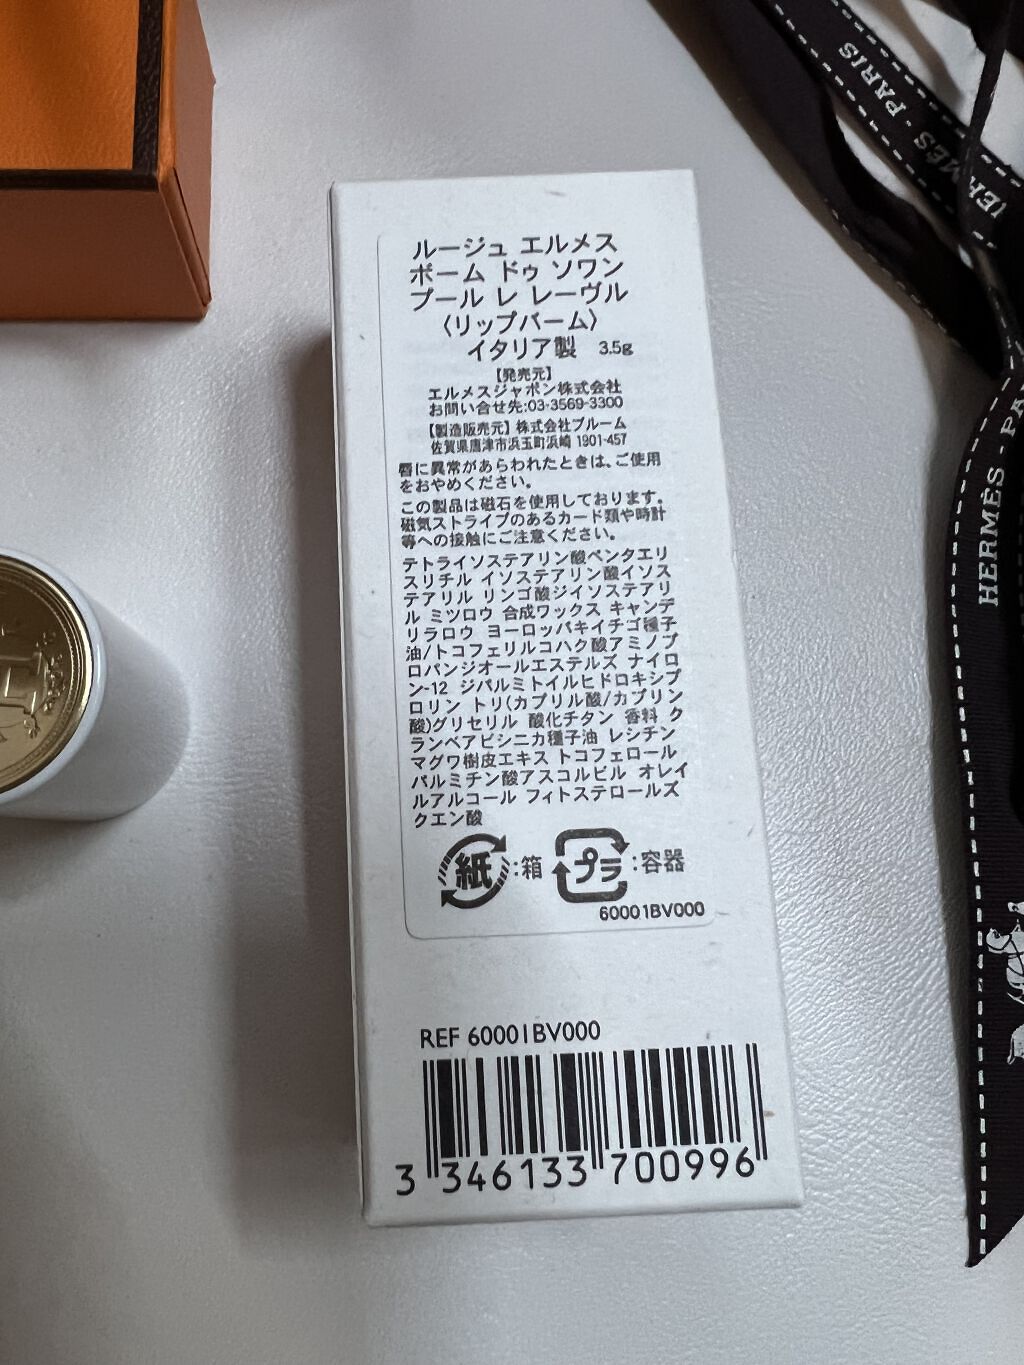 HERMÈS - PARIS
ルージュ エルメス
ボーム ドゥ ソワン
プール レ レーヴル
〈リップバーム〉
イタリア製 3.5g
【発売元】
エルメスジャポン株式会社
お問い合せ先:03-3569-3300
【製造販売元】 株式会社ブルーム
佐賀県唐津市浜玉町浜崎 1901-457
唇に異常があらわれたときは、ご使用
をおやめください。
この製品は磁石を使用しております。
磁気ストライプのあるカード類や時計
等への接触にご注意ください。
テトライソステアリン酸ペンタエリ
スリチル イソステアリン酸イソス
テアリル リンゴ酸ジイソステアリ
ル ミツロウ 合成ワックス キャンデ
リラロウ ヨーロッパキイチゴ種子
油/トコフェリルコハク酸アミノプ
ロパンジオールエステルズ ナイロ
ン-12 ジパルミトイルヒドロキシプ
ロリン トリ(カプリル酸/カプリン
酸)グリセリル 酸化チタン 香料 ク
ランベアビシニカ種子油 レシチン
マグワ樹皮エキス トコフェロール
パルミチン酸アスコルビル オレイ
ルアルコール フィトステロールズ
クエン酸
紙:箱 プラ:容器
60001BV000
REF 60001BV000
3 346133 700996
HERMÈS - PA